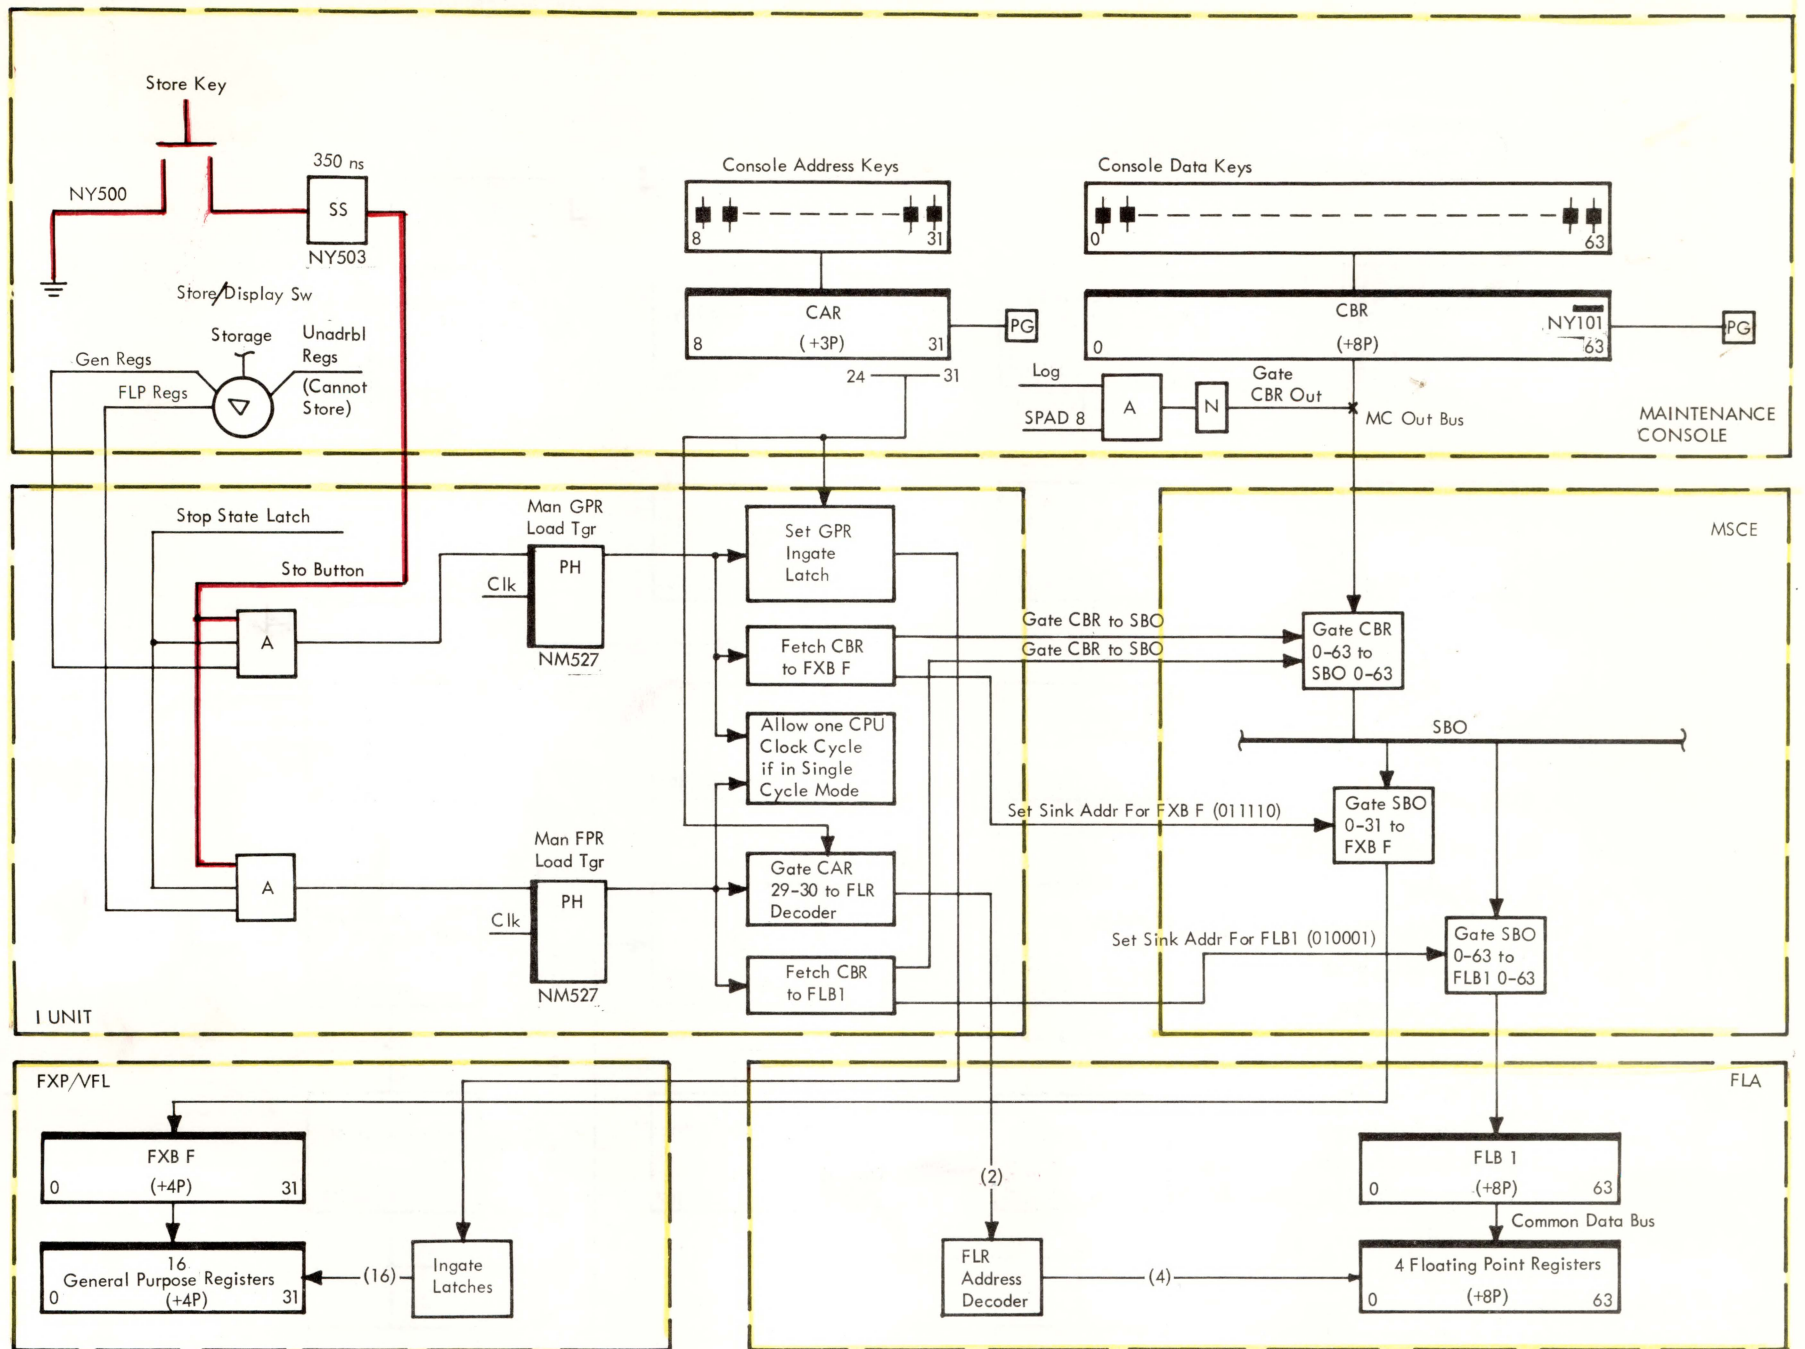 Store Key
350 ns
NY500
SS
NY503
Console Address Keys
8
31
Console Data Keys
0
63
CAR
(+3P)
8
31
PG
CBR
NY101
(+8P)
0
63
PG
Store/Display Sw
Storage
Unadrbl
Regs
(Cannot
Store)
Gen Regs
FLP Regs
24
31
Log
SPAD 8
A
N
Gate
CBR Out
MC Out Bus
MAINTENANCE
CONSOLE
Stop State Latch
Sto Button
A
Man GPR
Load Tgr
PH
Clk
NM527
Set GPR
Ingate
Latch
Fetch CBR
to FXB F
Allow one CPU
Clock Cycle
if in Single
Cycle Mode
A
Man FPR
Load Tgr
PH
Clk
NM527
Gate CAR
29-30 to FLR
Decoder
Fetch CBR
to FLB1
I UNIT
Gate CBR to SBO
Gate CBR to SBO
Set Sink Addr For FXB F (011110)
Set Sink Addr For FLB1 (010001)
MSCE
Gate CBR
0-63 to
SBO 0-63
SBO
Gate SBO
0-31 to
FXB F
Gate SBO
0-63 to
FLB1 0-63
FXP/VFL
FXB F
0
(+4P)
31
16
General Purpose Registers
0
(+4P)
31
(16)
Ingate
Latches
FLA
(2)
FLR
Address
Decoder
(4)
FLB 1
0
(+8P)
63
Common Data Bus
4 Floating Point Registers
0
(+8P)
63